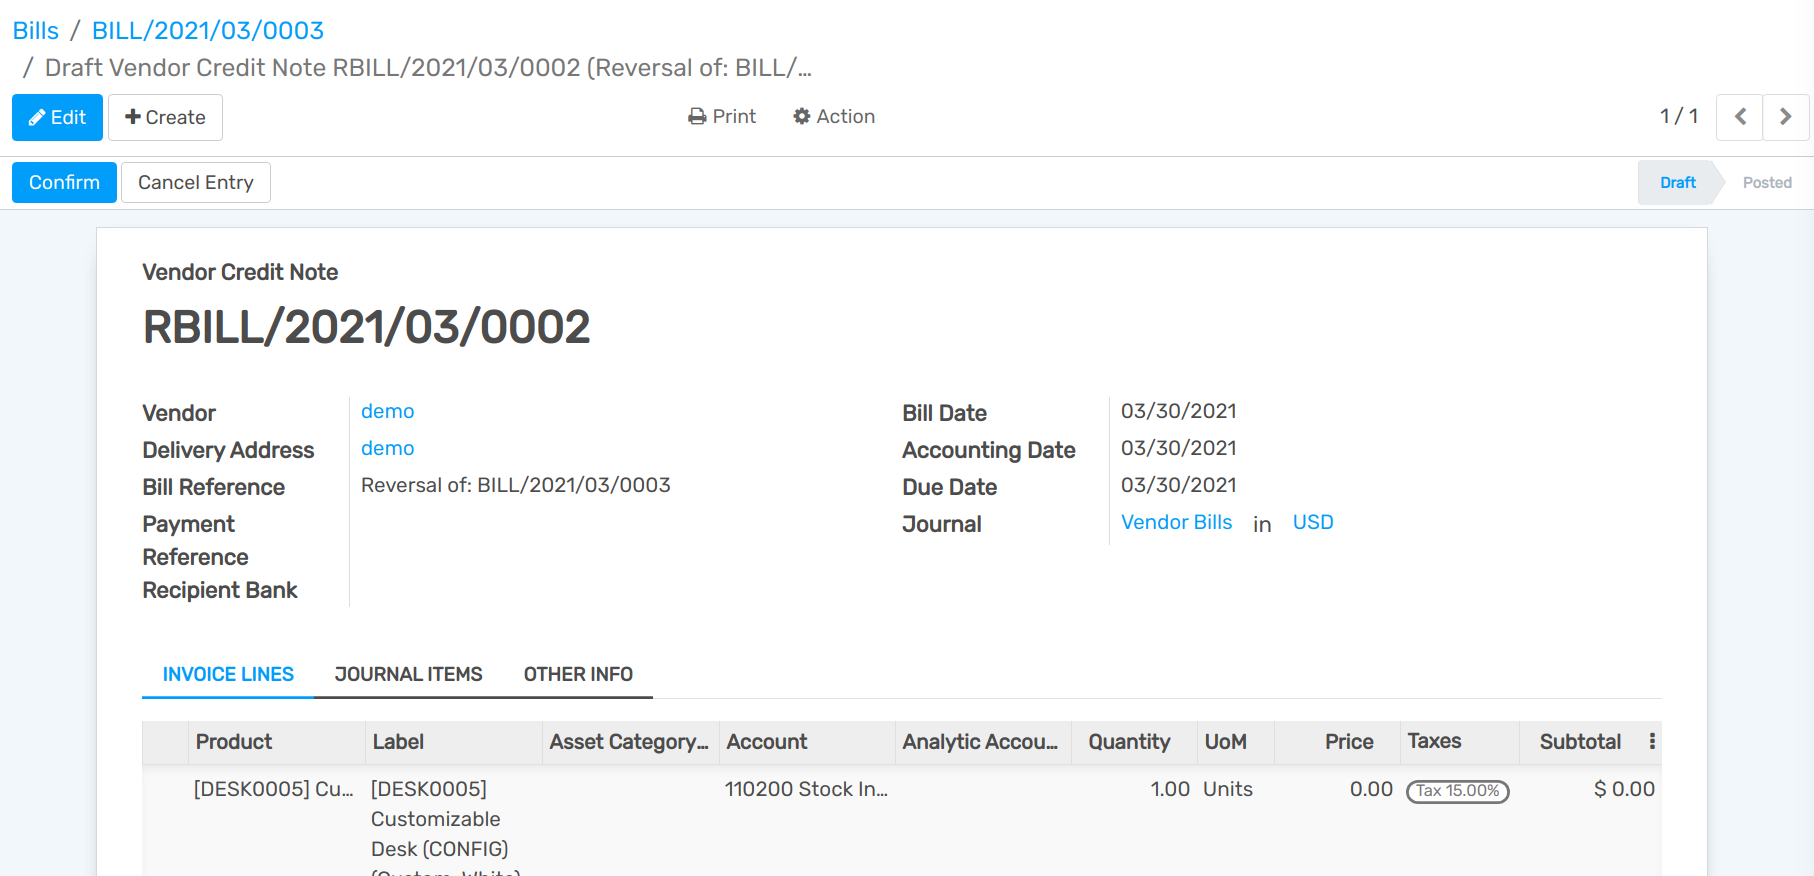 Bills / BILL/2021/03/0003
/ Draft Vendor Credit Note RBILL/2021/03/0002 (Reversal of: BILL/...
Edit Create Print Action 1 / 1
Confirm Cancel Entry Draft Posted
Vendor Credit Note
RBILL/2021/03/0002
Vendor demo
Delivery Address demo
Bill Reference Reversal of: BILL/2021/03/0003
Payment
Reference
Recipient Bank
Bill Date 03/30/2021
Accounting Date 03/30/2021
Due Date 03/30/2021
Journal Vendor Bills in USD
INVOICE LINES JOURNAL ITEMS OTHER INFO
Product Label Asset Category... Account Analytic Accou... Quantity UoM Price Taxes Subtotal
[DESK0005] Cu... [DESK0005] 110200 Stock In... 1.00 Units 0.00 Tax 15.00% $ 0.00
Customizable
Desk (CONFIG)
(Custom, White)